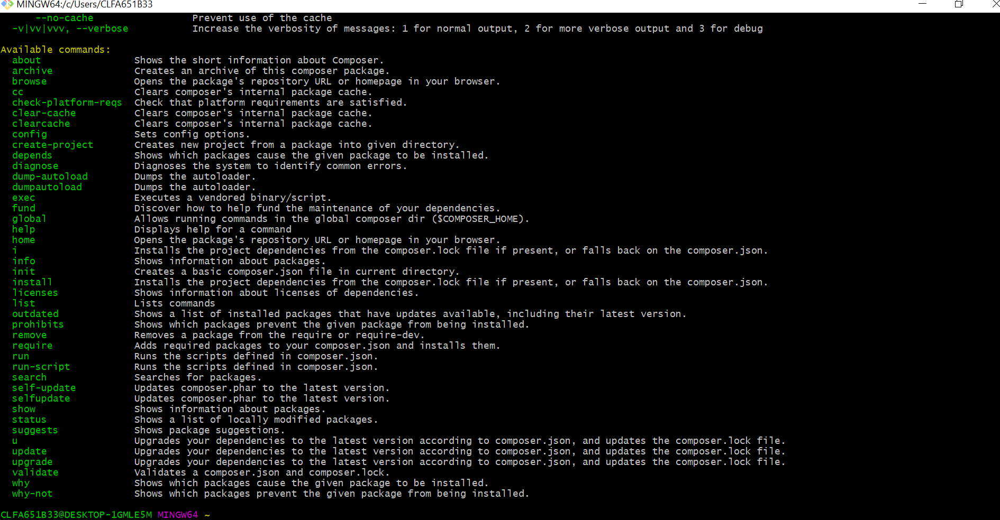 MINGW64:/c/Users/CLFA651B33
--no-cache Prevent use of the cache
-v|vv|vvv, --verbose Increase the verbosity of messages: 1 for normal output, 2 for more verbose output and 3 for debug
Available commands:
about Shows the short information about Composer.
archive Creates an archive of this composer package.
browse Opens the package's repository URL or homepage in your browser.
cc Clears composer's internal package cache.
check-platform-reqs Check that platform requirements are satisfied.
clear-cache Clears composer's internal package cache.
clearcache Clears composer's internal package cache.
config Sets config options.
create-project Creates new project from a package into given directory.
depends Shows which packages cause the given package to be installed.
diagnose Diagnoses the system to identify common errors.
dump-autoload Dumps the autoloader.
dumpautoload Dumps the autoloader.
exec Executes a vendored binary/script.
fund Discover how to help fund the maintenance of your dependencies.
global Allows running commands in the global composer dir ($COMPOSER_HOME).
help Displays help for a command
home Opens the package's repository URL or homepage in your browser.
i Installs the project dependencies from the composer.lock file if present, or falls back on the composer.json.
info Shows information about packages.
init Creates a basic composer.json file in current directory.
install Installs the project dependencies from the composer.lock file if present, or falls back on the composer.json.
licenses Shows information about licenses of dependencies.
list Lists commands
outdated Shows a list of installed packages that have updates available, including their latest version.
prohibits Shows which packages prevent the given package from being installed.
remove Removes a package from the require or require-dev.
require Adds required packages to your composer.json and installs them.
run Runs the scripts defined in composer.json.
run-script Runs the scripts defined in composer.json.
search Searches for packages.
self-update Updates composer.phar to the latest version.
selfupdate Updates composer.phar to the latest version.
show Shows information about packages.
status Shows a list of locally modified packages.
suggests Shows package suggestions.
u Upgrades your dependencies to the latest version according to composer.json, and updates the composer.lock file.
update Upgrades your dependencies to the latest version according to composer.json, and updates the composer.lock file.
upgrade Upgrades your dependencies to the latest version according to composer.json, and updates the composer.lock file.
validate Validates a composer.json and composer.lock.
why Shows which packages cause the given package to be installed.
why-not Shows which packages prevent the given package from being installed.
CLFA651B33@DESKTOP-1GMLE5M MINGW64 ~